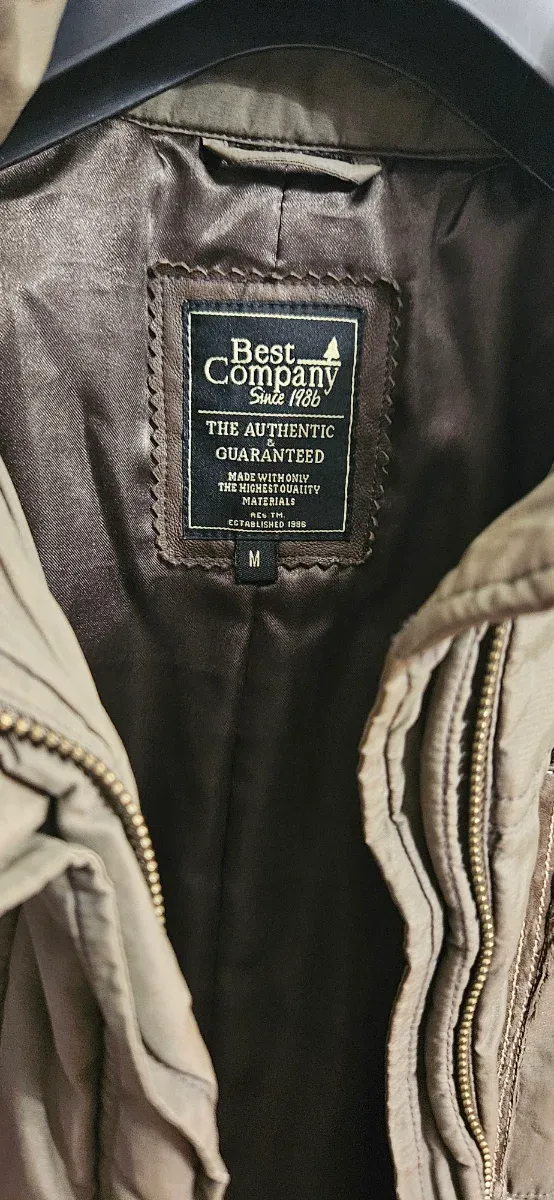 Best
Company
Since 1986
THE AUTHENTIC
&
GUARANTEED
MADE WITH ONLY
THE HIGHEST QUALITY
MATERIALS
REG TM.
ESTABLISHED 1986
M